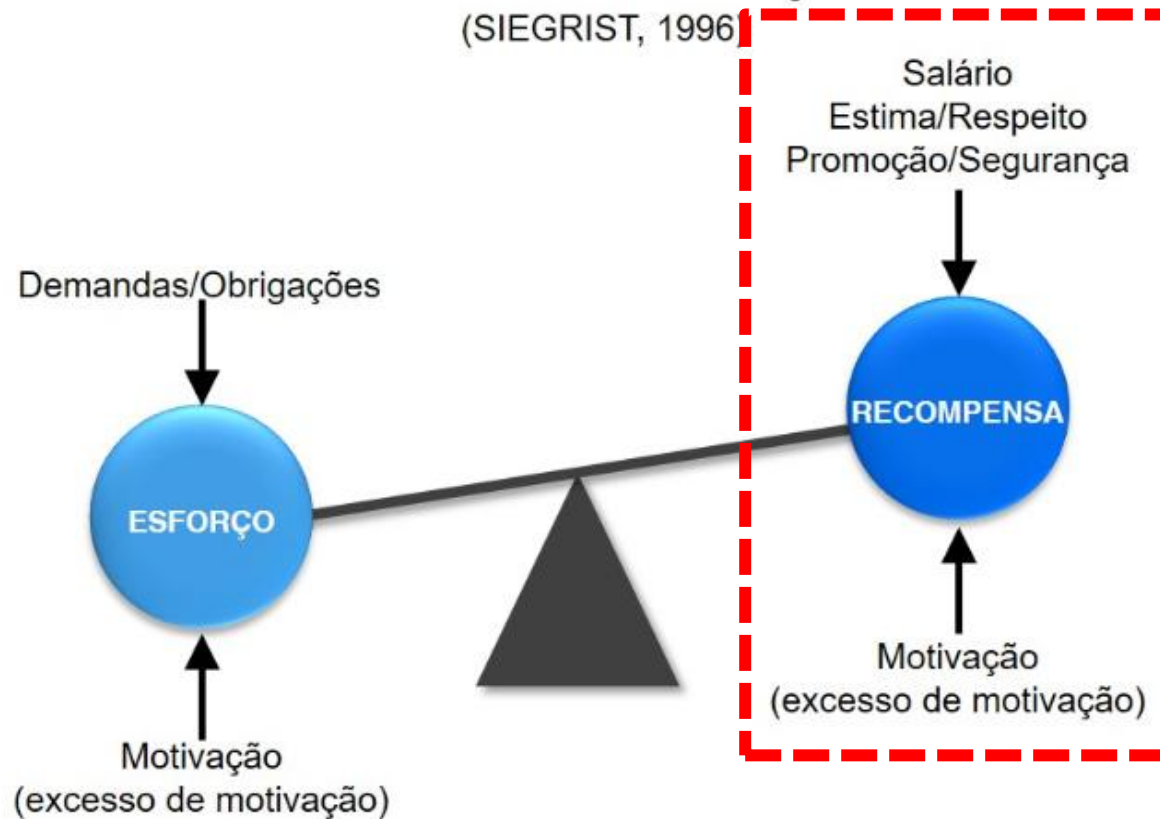 (SIEGRIST, 1996)
Salário
Estima/Respeito
Promoção/Segurança
Demandas/Obrigações
RECOMPENSA
ESFORÇO
Motivação
(excesso de motivação)
Motivação
(excesso de motivação)